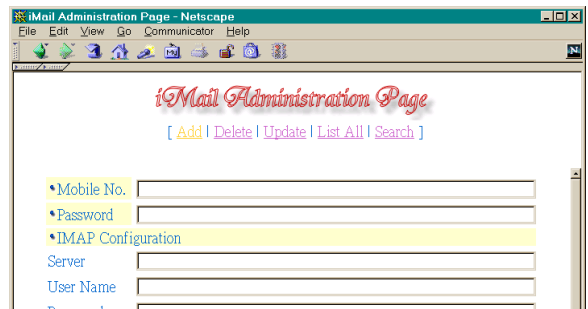 iMail Administration Page - Netscape
File Edit View Go Communicator Help
iMail Administration Page
[ Add | Delete | Update | List All | Search ]
Mobile No.
Password
IMAP Configuration
Server
User Name